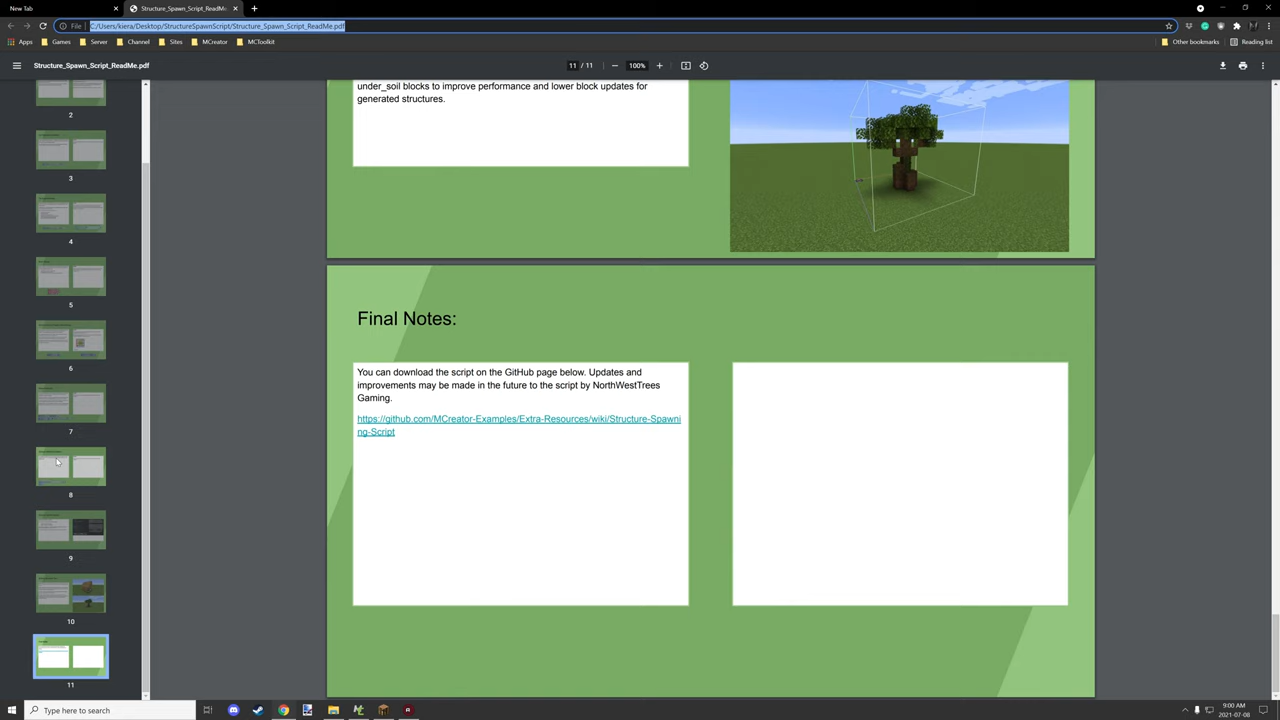 New Tab
Structure_Spawn_Script_ReadMe.pdf
File
C:/Users/kiera/Desktop/StructureSpawnScript/Structure_Spawn_Script_ReadMe.pdf
Apps
Games
Server
Channel
Sites
MCreator
MCToolkit
Other bookmarks
Reading list
Structure_Spawn_Script_ReadMe.pdf
11 / 11
100%
2
3
4
5
6
7
8
9
10
11
under_soil blocks to improve performance and lower block updates for
generated structures.
Final Notes:
You can download the script on the GitHub page below. Updates and
improvements may be made in the future to the script by NorthWestTrees
Gaming.
https://github.com/MCreator-Examples/Extra-Resources/wiki/Structure-Spawni
ng-Script
Type here to search
9:00 AM
2021-07-08